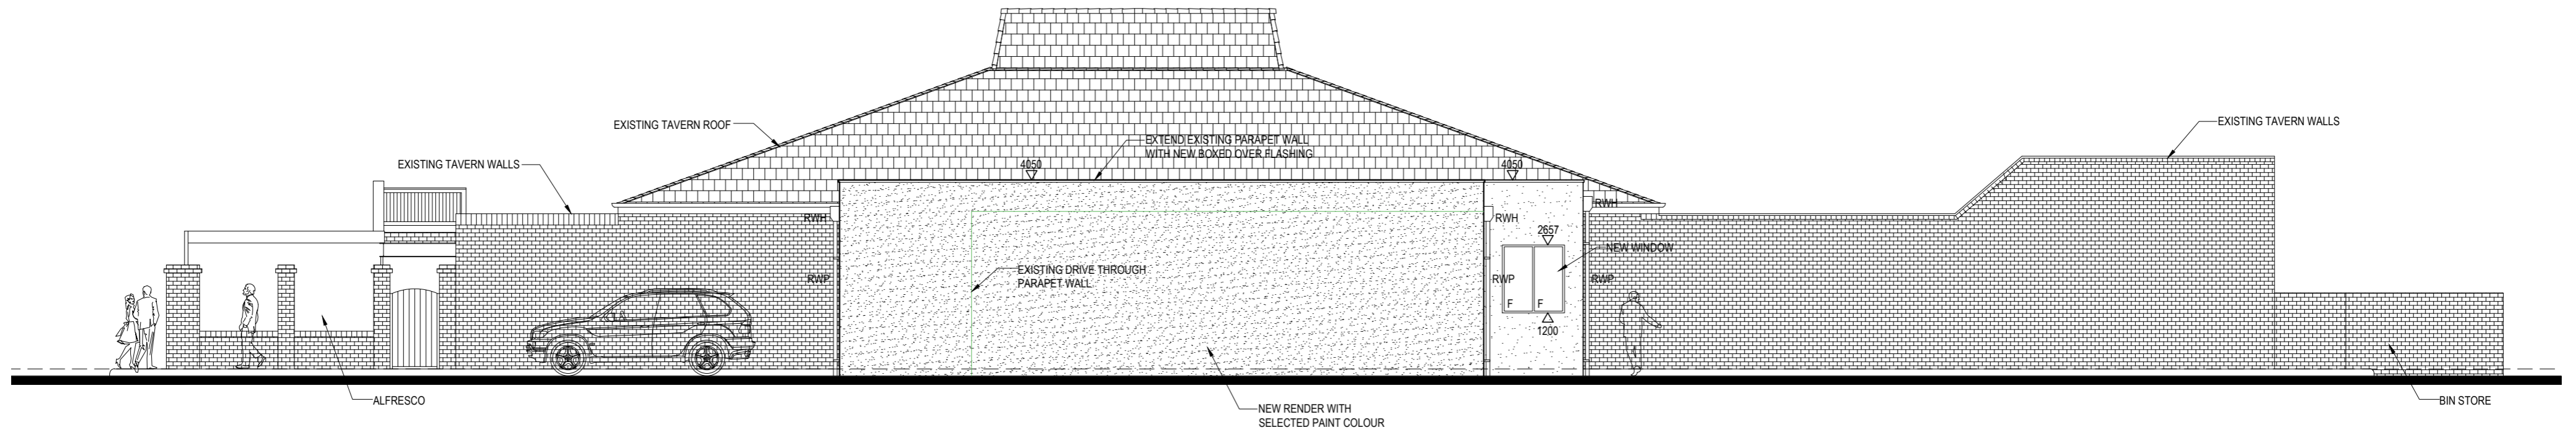 EXISTING TAVERN WALLS
EXISTING TAVERN ROOF
EXTEND EXISTING PARAPET WALL
WITH NEW BOXED OVER FLASHING
EXISTING TAVERN WALLS
4050
4050
RWH
RWH
RWH
2657
NEW WINDOW
EXISTING DRIVE THROUGH
PARAPET WALL
RWP
RWP
RWP
F
F
1200
ALFRESCO
BIN STORE
NEW RENDER WITH
SELECTED PAINT COLOUR